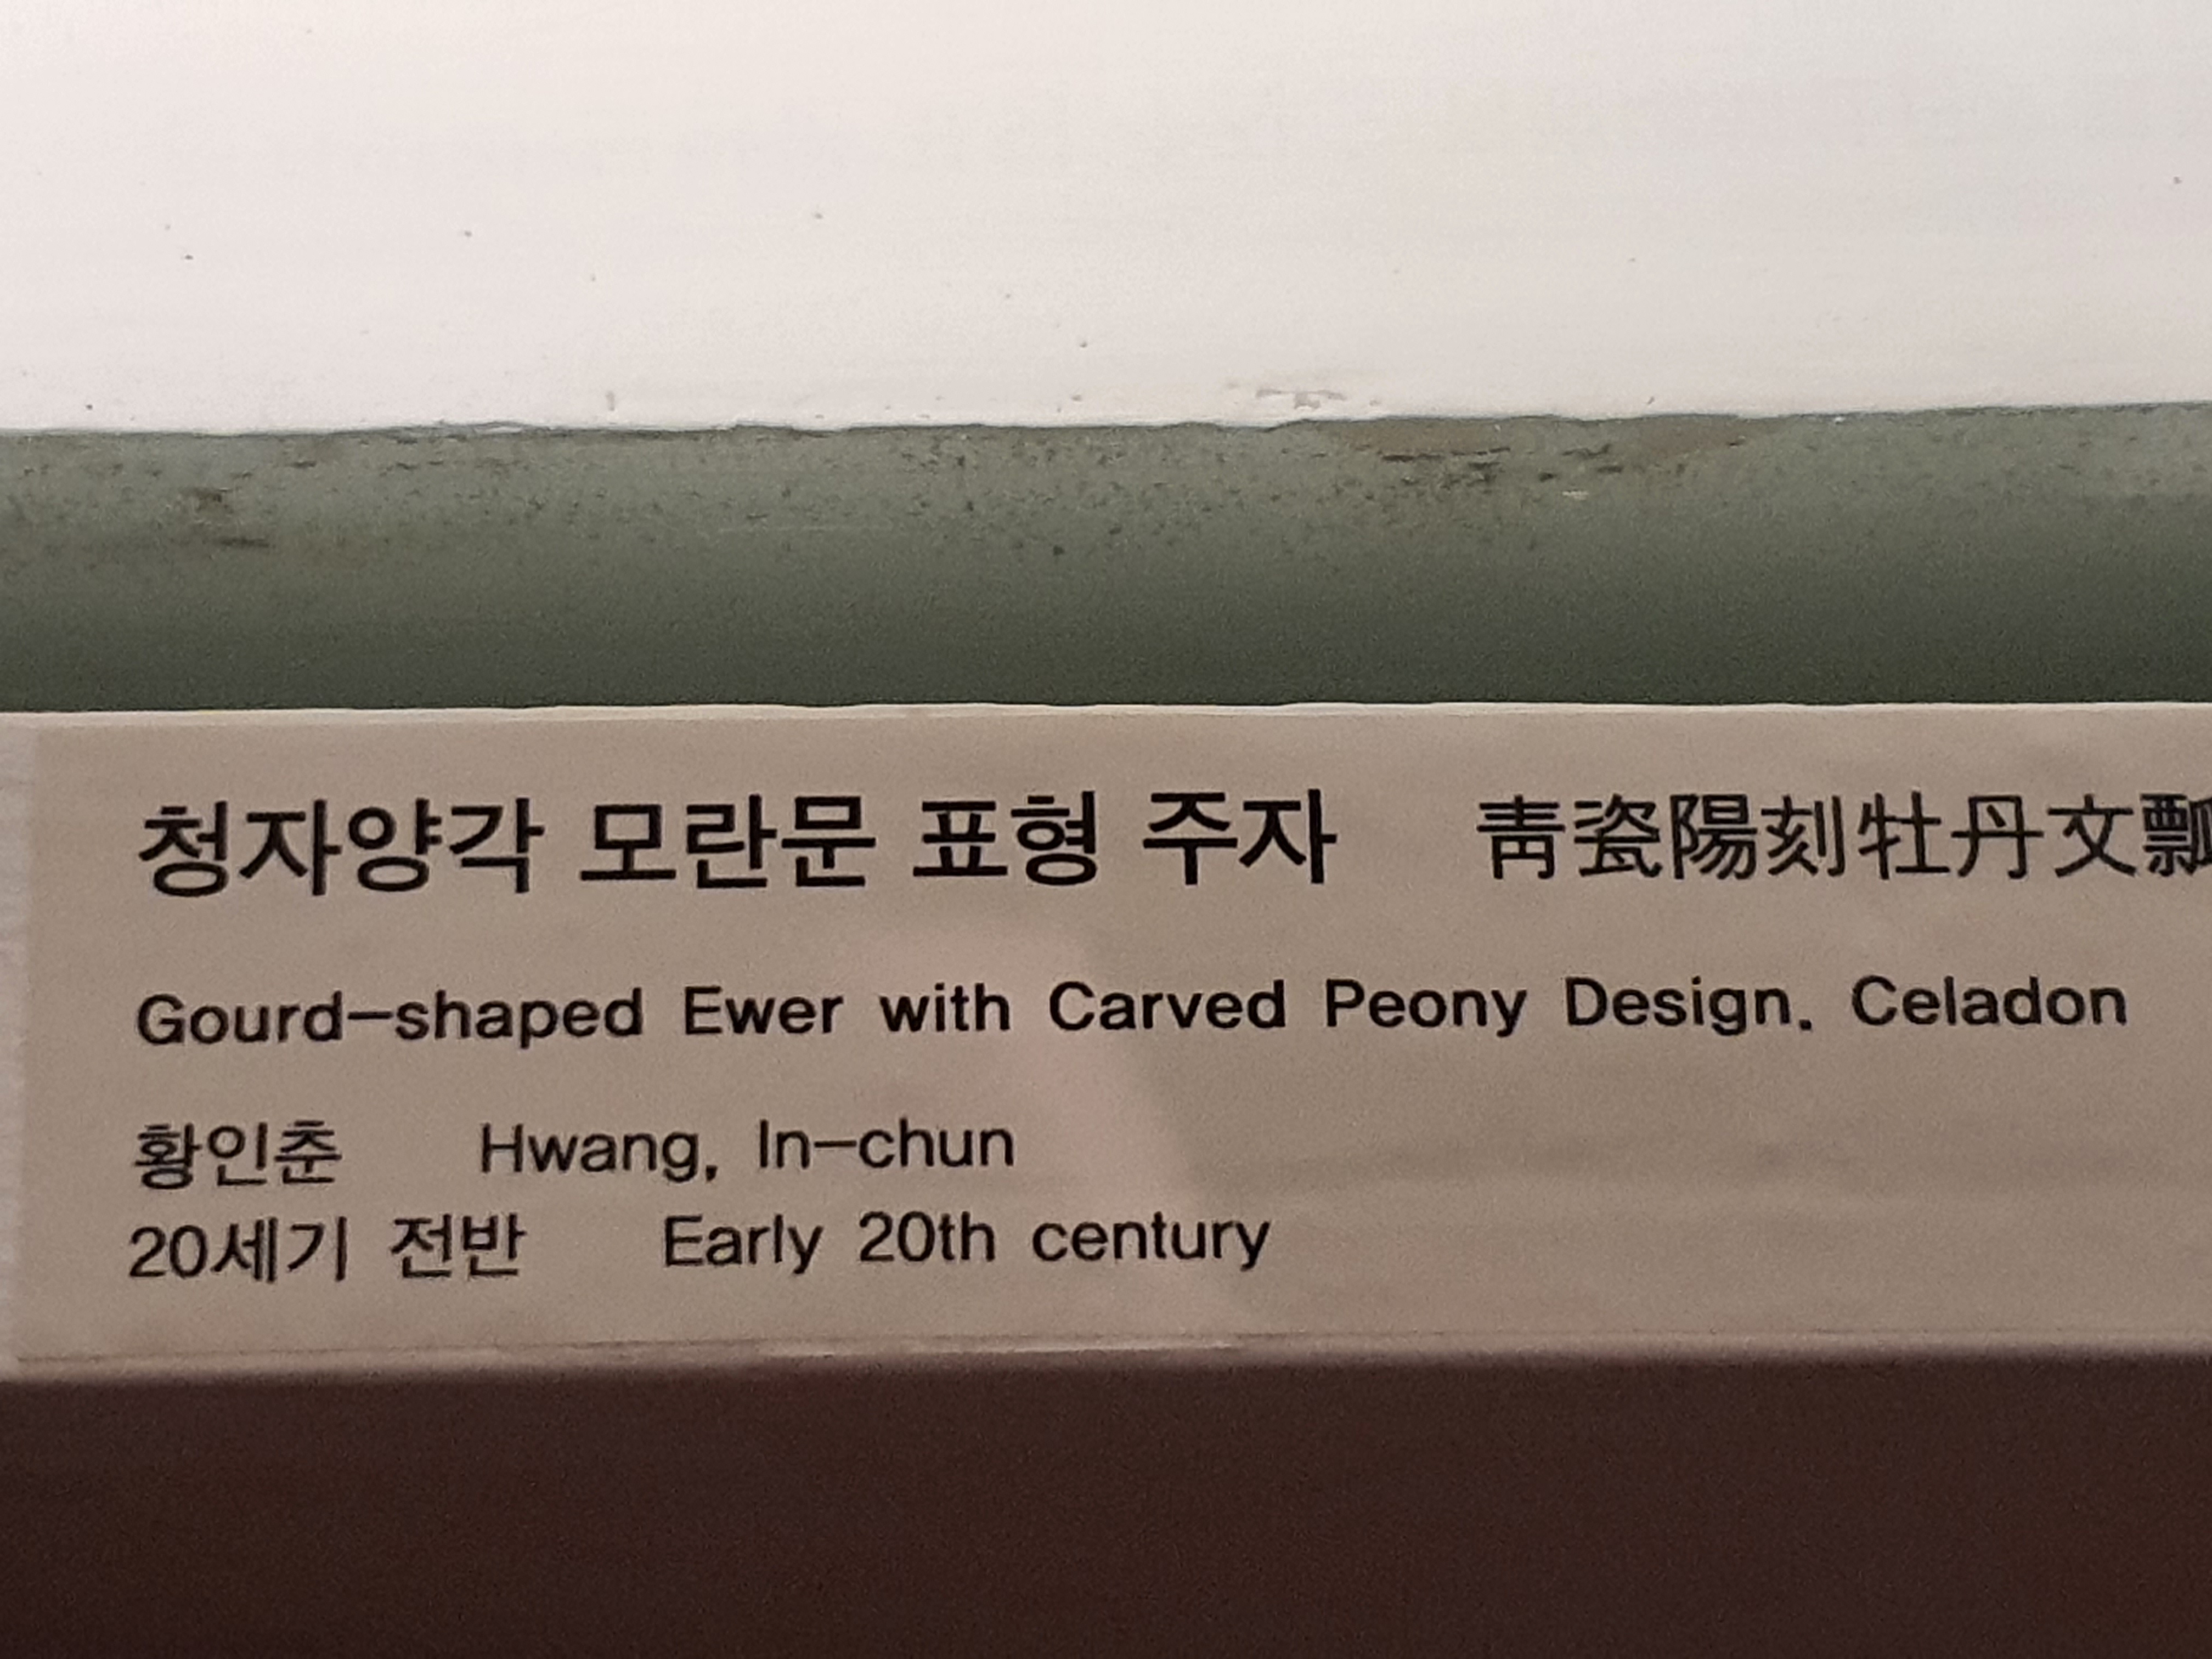 청자양각 모란문 표형 주자 靑瓷陽刻牡丹文瓢
Gourd-shaped Ewer with Carved Peony Design. Celadon
황인춘 Hwang, In-chun
20세기 전반 Early 20th century